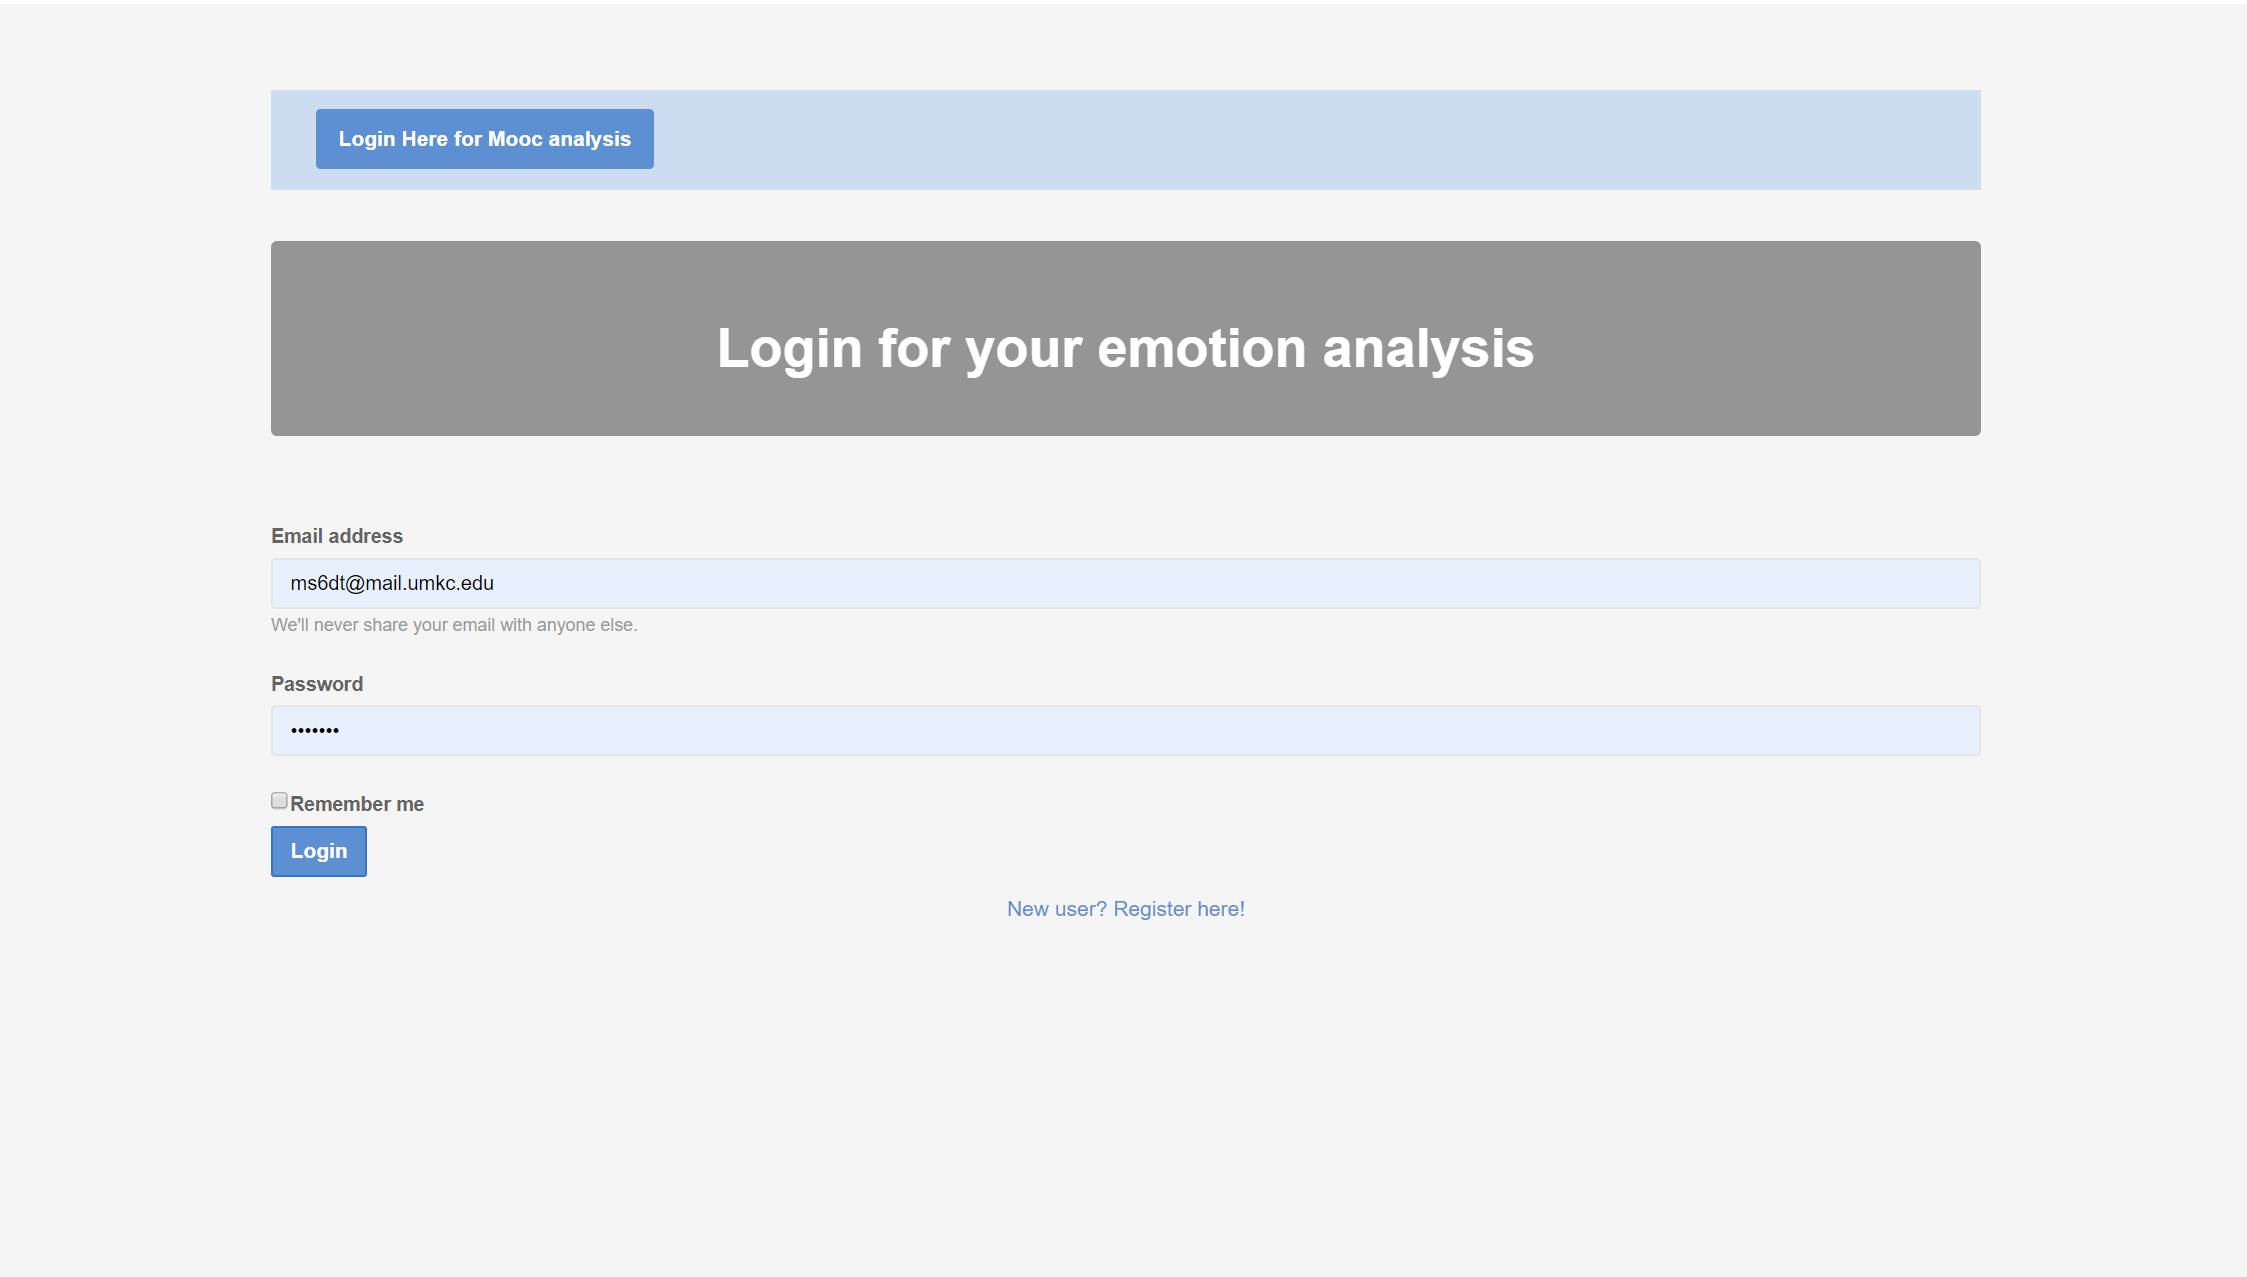 Login Here for Mooc analysis
Login for your emotion analysis
Email address
ms6dt@mail.umkc.edu
We'll never share your email with anyone else.
Password
•••••••
Remember me
Login
New user? Register here!